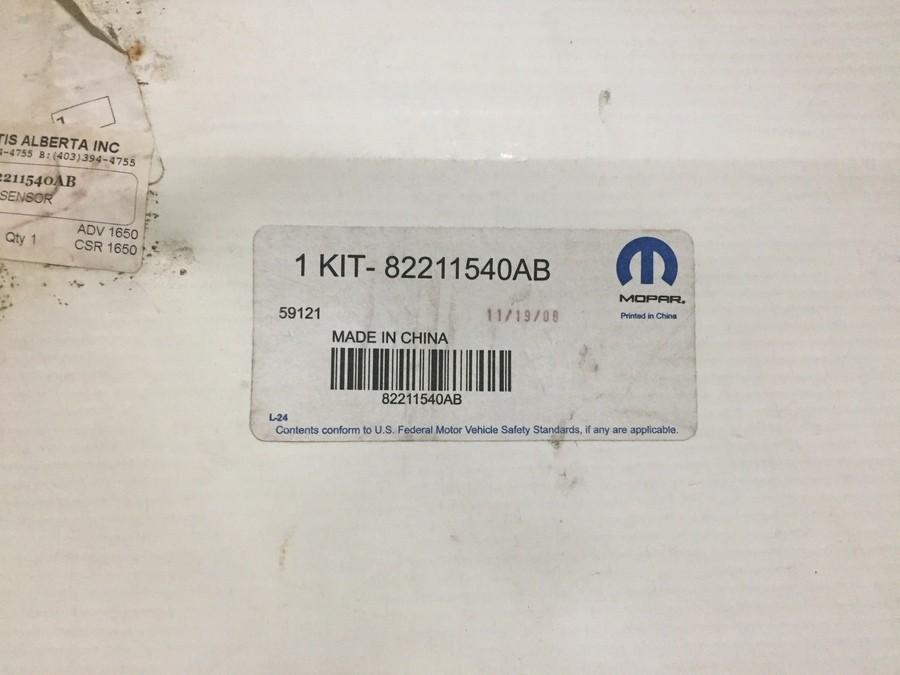 TIS ALBERTA INC
4-4755 B:(403)394-4755
2211540AB
SENSOR
Qty 1
ADV 1650
CSR 1650
1 KIT- 82211540AB
MOPAR.
Printed in China
59121
11/19/08
MADE IN CHINA
82211540AB
L-24
Contents conform to U.S. Federal Motor Vehicle Safety Standards, if any are applicable.